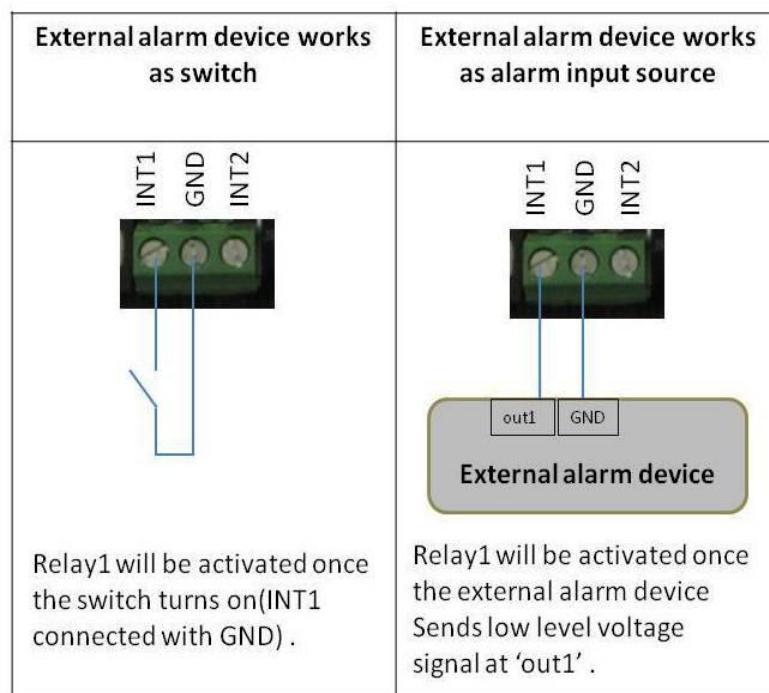 External alarm device works
as switch
External alarm device works
as alarm input source
INT1
GND
INT2
INT1
GND
INT2
out1
GND
External alarm device
Relay1 will be activated once
the switch turns on(INT1
connected with GND) .
Relay1 will be activated once
the external alarm device
Sends low level voltage
signal at ‘out1’ .